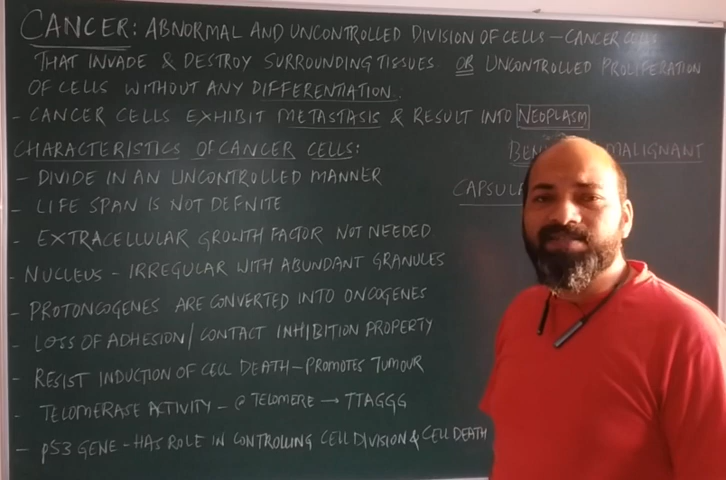 CANCER: ABNORMAL AND UNCONTROLLED DIVISION OF CELLS – CANCER CELLS
THAT INVADE & DESTROY SURROUNDING TISSUES OR UNCONTROLLED PROLIFERATION
OF CELLS WITHOUT ANY DIFFERENTIATION.
- CANCER CELLS EXHIBIT METASTASIS & RESULT INTO NEOPLASM
CHARACTERISTICS OF CANCER CELLS:
MALIGNANT
- DIVIDE IN AN UNCONTROLLED MANNER
- LIFE SPAN IS NOT DEFNITE
- EXTRACELLULAR GROWTH FACTOR NOT NEEDED
- NUCLEUS - IRREGULAR WITH ABUNDANT GRANULES
- PROTONCOGENES ARE CONVERTED INTO ONCOGENES
- LOSS OF ADHESION/CONTACT INHIBITION PROPERTY
- RESIST INDUCTION OF CELL DEATH - PROMOTES TUMOUR
- TELOMERASE ACTIVITY - @ TELOMERE → TTAGGG
- p53 GENE - HAS ROLE IN CONTROLLING CELL DIVISION & CELL DEATH